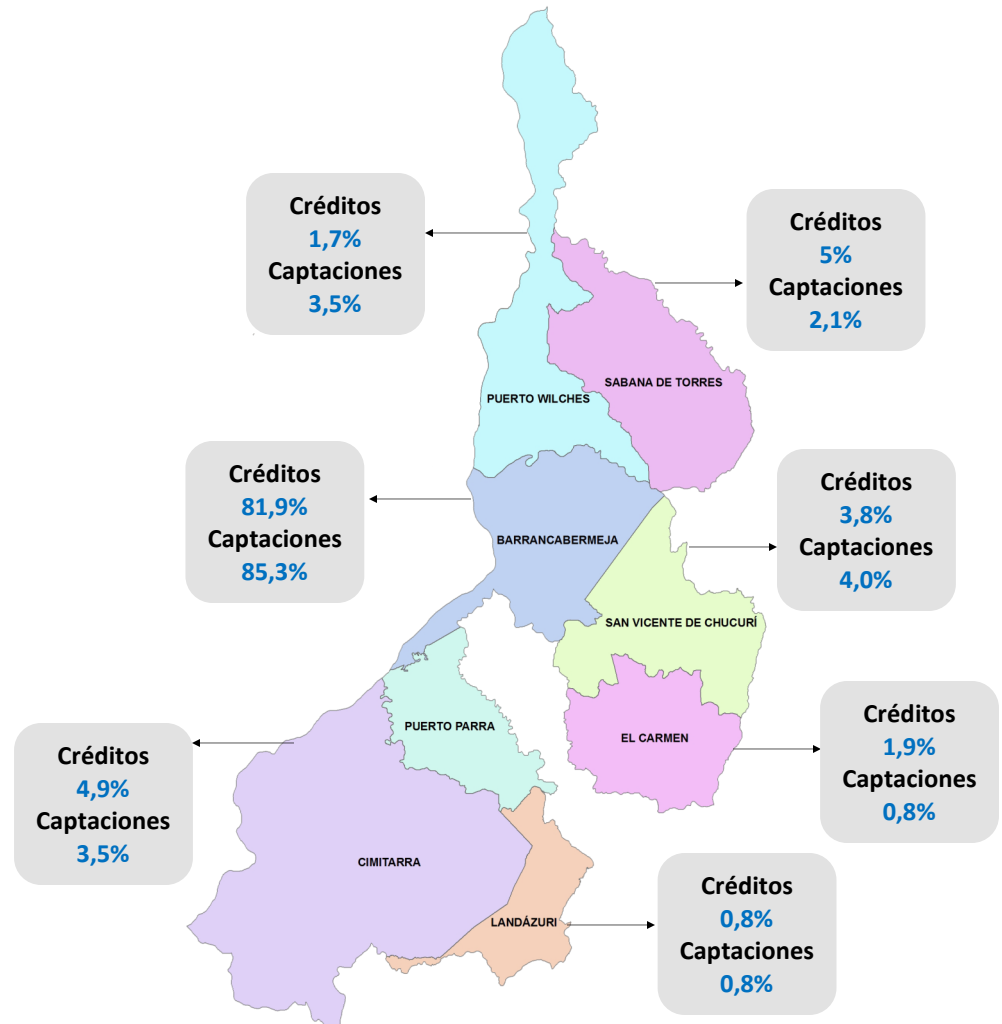 Créditos
1,7%
Captaciones
3,5%
Créditos
5%
Captaciones
2,1%
SABANA DE TORRES
PUERTO WILCHES
Créditos
81,9%
Captaciones
85,3%
Créditos
3,8%
Captaciones
4,0%
BARRANCABERMEJA
SAN VICENTE DE CHUCURÍ
PUERTO PARRA
EL CARMEN
Créditos
1,9%
Captaciones
0,8%
Créditos
4,9%
Captaciones
3,5%
CIMITARRA
LANDÁZURI
Créditos
0,8%
Captaciones
0,8%